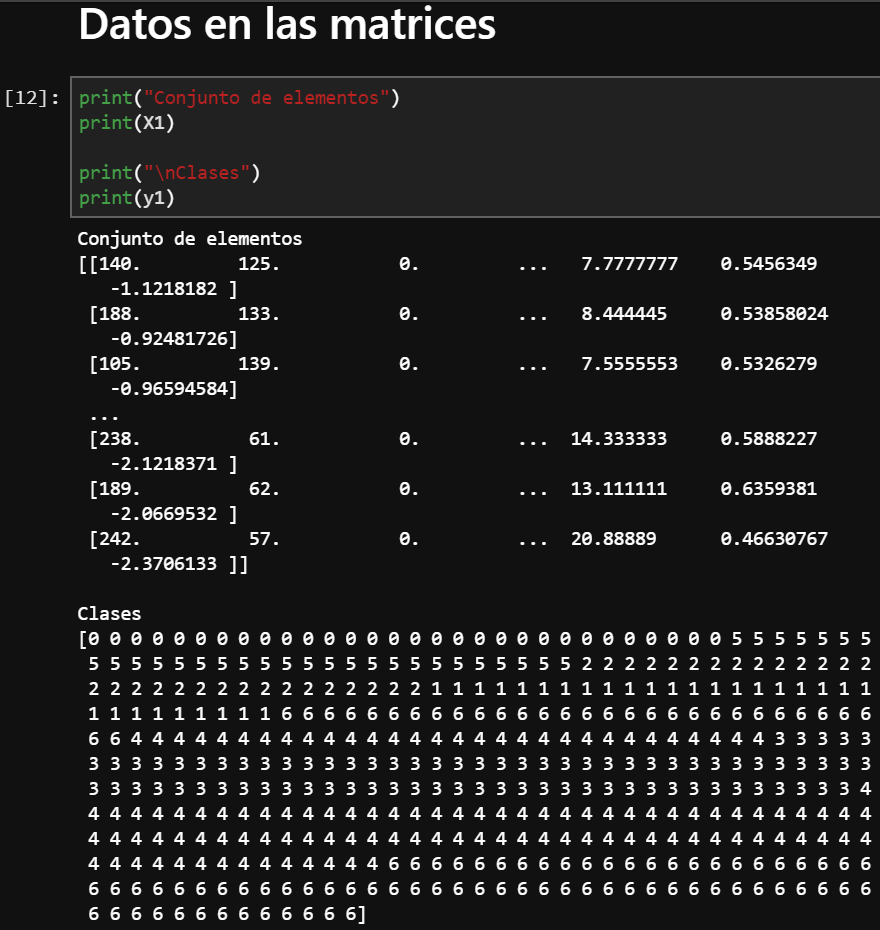 Datos en las matrices
[12]: print("Conjunto de elementos")
print(X1)
print("\nClases")
print(y1)
Conjunto de elementos
[[140. 125. 0. ... 7.7777777 0.5456349
-1.1218182 ]
[188. 133. 0. ... 8.444445 0.53858024
-0.92481726]
[105. 139. 0. ... 7.5555553 0.5326279
-0.96594584]
...
[238. 61. 0. ... 14.333333 0.5888227
-2.1218371 ]
[189. 62. 0. ... 13.111111 0.6359381
-2.0669532 ]
[242. 57. 0. ... 20.88889 0.46630767
-2.3706133 ]]
Clases
[0 0 0 0 0 0 0 0 0 0 0 0 0 0 0 0 0 0 0 0 0 0 0 0 0 0 0 0 0 0 5 5 5 5 5 5 5
5 5 5 5 5 5 5 5 5 5 5 5 5 5 5 5 5 5 5 5 5 5 5 2 2 2 2 2 2 2 2 2 2 2 2 2 2
2 2 2 2 2 2 2 2 2 2 2 2 2 2 2 2 1 1 1 1 1 1 1 1 1 1 1 1 1 1 1 1 1 1 1 1 1
1 1 1 1 1 1 1 1 1 6 6 6 6 6 6 6 6 6 6 6 6 6 6 6 6 6 6 6 6 6 6 6 6 6 6 6 6
6 6 4 4 4 4 4 4 4 4 4 4 4 4 4 4 4 4 4 4 4 4 4 4 4 4 4 4 4 4 4 4 3 3 3 3 3
3 3 3 3 3 3 3 3 3 3 3 3 3 3 3 3 3 3 3 3 3 3 3 3 3 3 3 3 3 3 3 3 3 3 3 3 3
3 3 3 3 3 3 3 3 3 3 3 3 3 3 3 3 3 3 3 3 3 3 3 3 3 3 3 3 3 3 3 3 3 3 3 3 4
4 4 4 4 4 4 4 4 4 4 4 4 4 4 4 4 4 4 4 4 4 4 4 4 4 4 4 4 4 4 4 4 4 4 4 4 4
4 4 4 4 4 4 4 4 4 4 4 4 4 4 4 4 4 4 4 4 4 4 4 4 4 4 4 4 4 4 4 4 4 4 4 4 4
4 4 4 4 4 4 4 4 4 4 4 4 4 4 6 6 6 6 6 6 6 6 6 6 6 6 6 6 6 6 6 6 6 6 6 6 6
6 6 6 6 6 6 6 6 6 6 6 6 6 6 6 6 6 6 6 6 6 6 6 6 6 6 6 6 6 6 6 6 6 6 6 6 6
6 6 6 6 6 6 6 6 6 6 6 6 6]